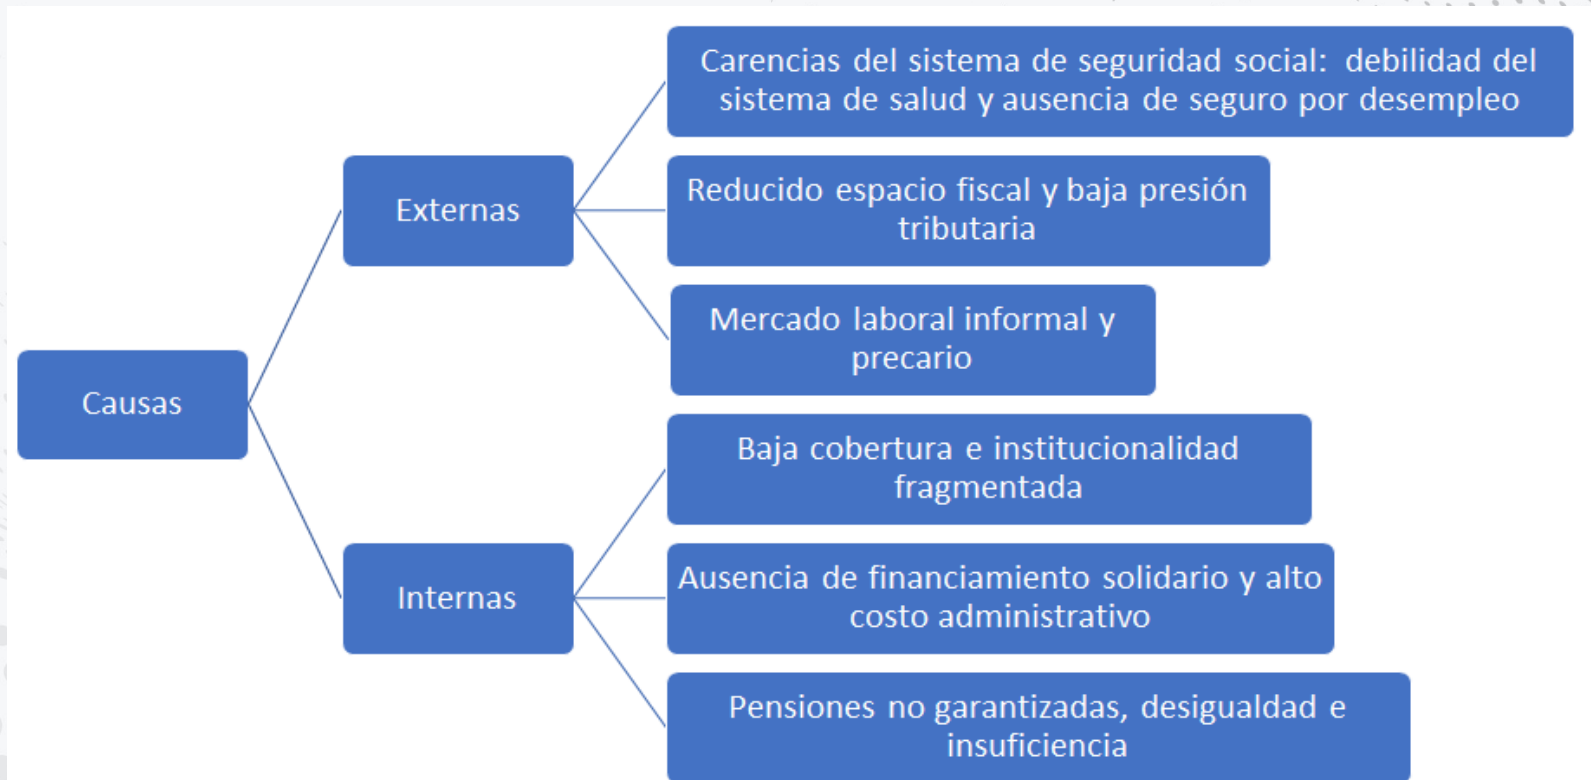 Carencias del sistema de seguridad social: debilidad del
sistema de salud y ausencia de seguro por desempleo
Externas
Reducido espacio fiscal y baja presión
tributaria
Mercado laboral informal y
precario
Causas
Baja cobertura e institucionalidad
fragmentada
Internas
Ausencia de financiamiento solidario y alto
costo administrativo
Pensiones no garantizadas, desigualdad e
insuficiencia